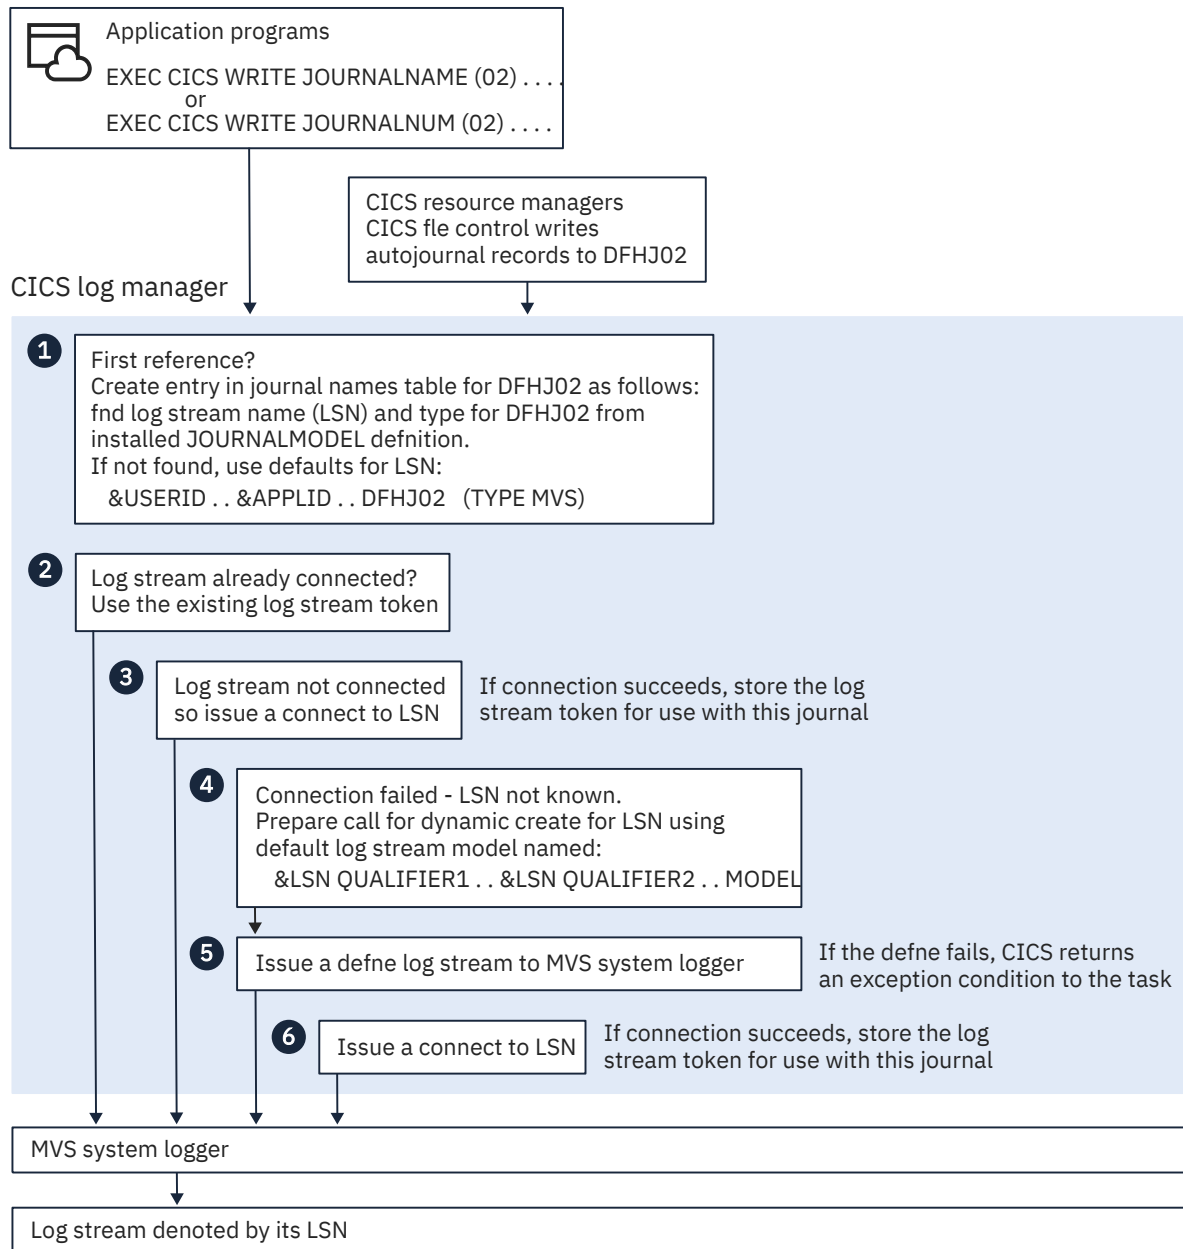 Application programs
EXEC CICS WRITE JOURNALNAME (02) . . . .
or
EXEC CICS WRITE JOURNALNUM (02) . . . .
CICS resource managers
CICS fle control writes
autojournal records to DFHJ02
CICS log manager
1
First reference?
Create entry in journal names table for DFHJ02 as follows:
fnd log stream name (LSN) and type for DFHJ02 from
installed JOURNALMODEL defnition.
If not found, use defaults for LSN:
&USERID . . &APPLID . . DFHJ02 (TYPE MVS)
2
Log stream already connected?
Use the existing log stream token
3
Log stream not connected
so issue a connect to LSN
If connection succeeds, store the log
stream token for use with this journal
4
Connection failed - LSN not known.
Prepare call for dynamic create for LSN using
default log stream model named:
&LSN QUALIFIER1 . . &LSN QUALIFIER2 . . MODEL
5
Issue a defne log stream to MVS system logger
If the defne fails, CICS returns
an exception condition to the task
6
Issue a connect to LSN
If connection succeeds, store the log
stream token for use with this journal
MVS system logger
Log stream denoted by its LSN